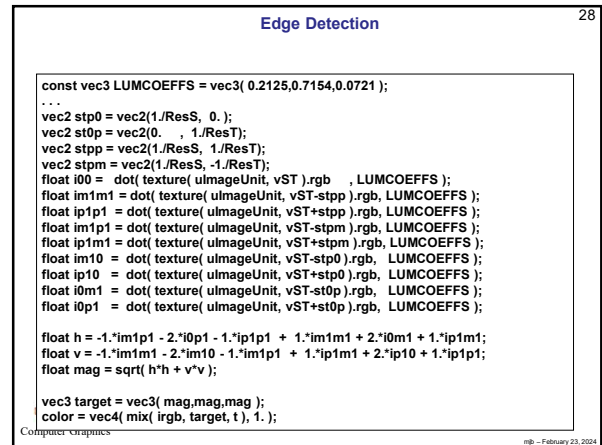 28
Edge Detection
const vec3 LUMCOEFFS = vec3( 0.2125,0.7154,0.0721 );
. . .
vec2 stp0 = vec2(1./ResS, 0. );
vec2 st0p = vec2(0. , 1./ResT);
vec2 stpp = vec2(1./ResS, 1./ResT);
vec2 stpm = vec2(1./ResS, -1./ResT);
float i00 = dot( texture( uImageUnit, vST ).rgb , LUMCOEFFS );
float im1m1 = dot( texture( uImageUnit, vST-stpp ).rgb, LUMCOEFFS );
float ip1p1 = dot( texture( uImageUnit, vST+stpp ).rgb, LUMCOEFFS );
float im1p1 = dot( texture( uImageUnit, vST-stpm ).rgb, LUMCOEFFS );
float ip1m1 = dot( texture( uImageUnit, vST+stpm ).rgb, LUMCOEFFS );
float im10 = dot( texture( uImageUnit, vST-stp0 ).rgb, LUMCOEFFS );
float ip10 = dot( texture( uImageUnit, vST+stp0 ).rgb, LUMCOEFFS );
float i0m1 = dot( texture( uImageUnit, vST-st0p ).rgb, LUMCOEFFS );
float i0p1 = dot( texture( uImageUnit, vST+st0p ).rgb, LUMCOEFFS );
float h = -1.*im1p1 - 2.*i0p1 - 1.*ip1p1 + 1.*im1m1 + 2.*i0m1 + 1.*ip1m1;
float v = -1.*im1m1 - 2.*im10 - 1.*im1p1 + 1.*ip1m1 + 2.*ip10 + 1.*ip1p1;
float mag = sqrt( h*h + v*v );
vec3 target = vec3( mag,mag,mag );
color = vec4( mix( irgb, target, t ), 1. );
Computer Graphics
mjb – February 23, 2024